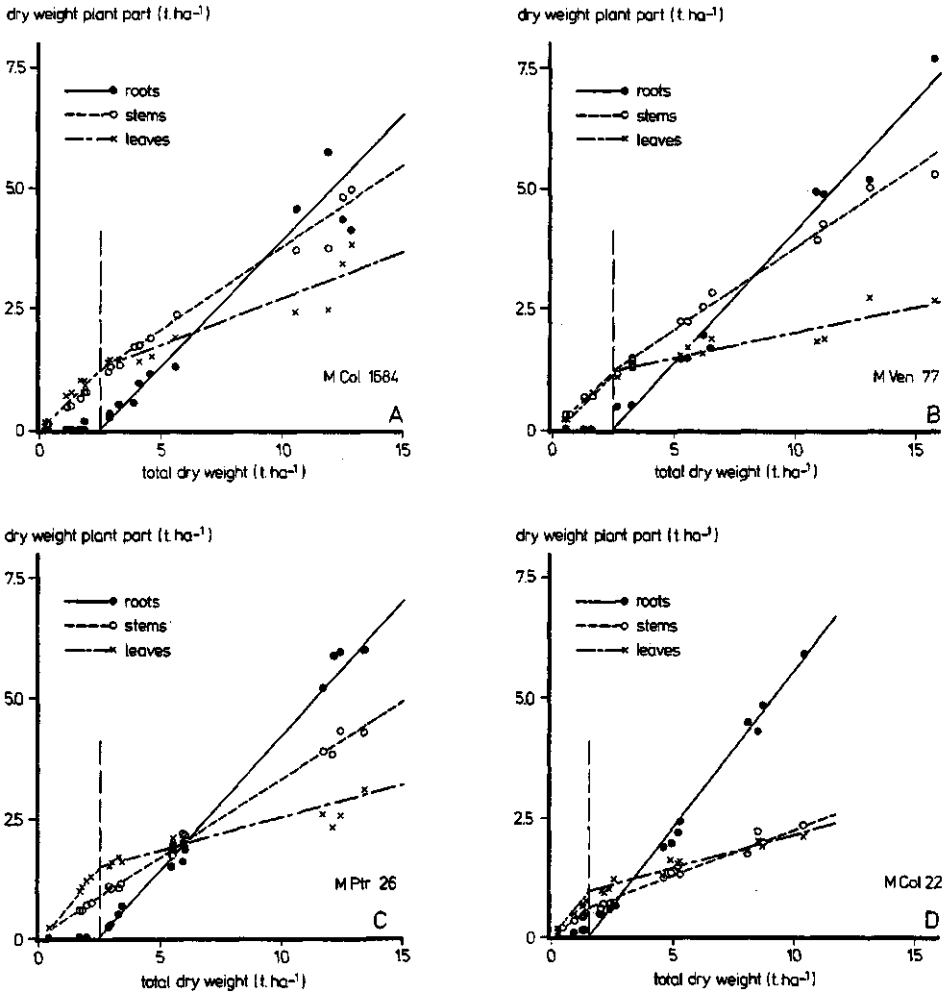 dry weight plant part (t. ha⁻¹)
7.5
5.0
2.5
0
roots
stems
leaves
M Col 1684
A
0 5 10 15
total dry weight (t. ha⁻¹)
dry weight plant part (t. ha⁻¹)
7.5
5.0
2.5
0
roots
stems
leaves
M Ven 77
B
0 5 10 15
total dry weight (t. ha⁻¹)
dry weight plant part (t. ha⁻¹)
7.5
5.0
2.5
0
roots
stems
leaves
M Ptr 26
C
0 5 10 15
total dry weight (t. ha⁻¹)
dry weight plant part (t. ha⁻¹)
7.5
5.0
2.5
0
roots
stems
leaves
M Col 22
D
0 5 10 15
total dry weight (t. ha⁻¹)